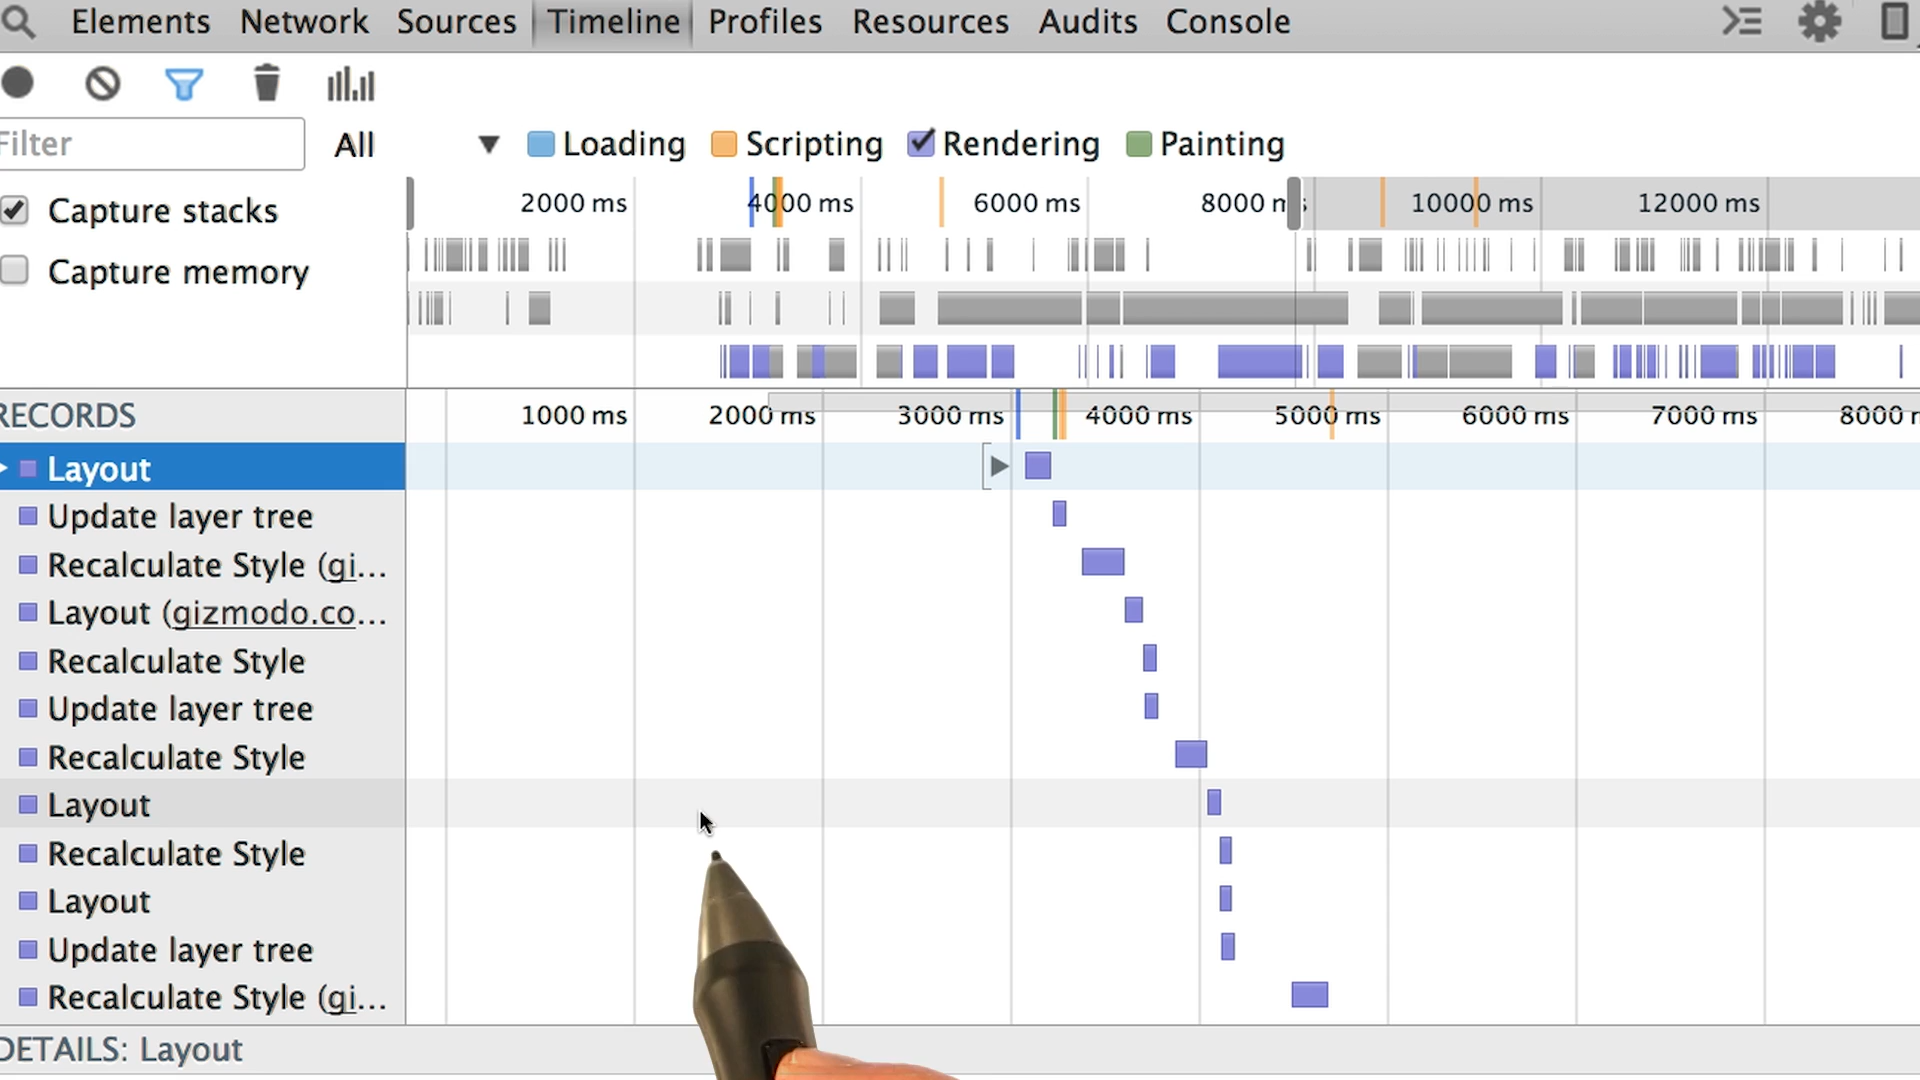 Elements Network Sources Timeline Profiles Resources Audits Console
Filter All Loading Scripting Rendering Painting
Capture stacks
Capture memory
2000 ms 4000 ms 6000 ms 8000 ms 10000 ms 12000 ms
RECORDS 1000 ms 2000 ms 3000 ms 4000 ms 5000 ms 6000 ms 7000 ms 8000
Layout
Update layer tree
Recalculate Style (gi...
Layout (gizmodo.co...
Recalculate Style
Update layer tree
Recalculate Style
Layout
Recalculate Style
Layout
Update layer tree
Recalculate Style (gi...
DETAILS: Layout